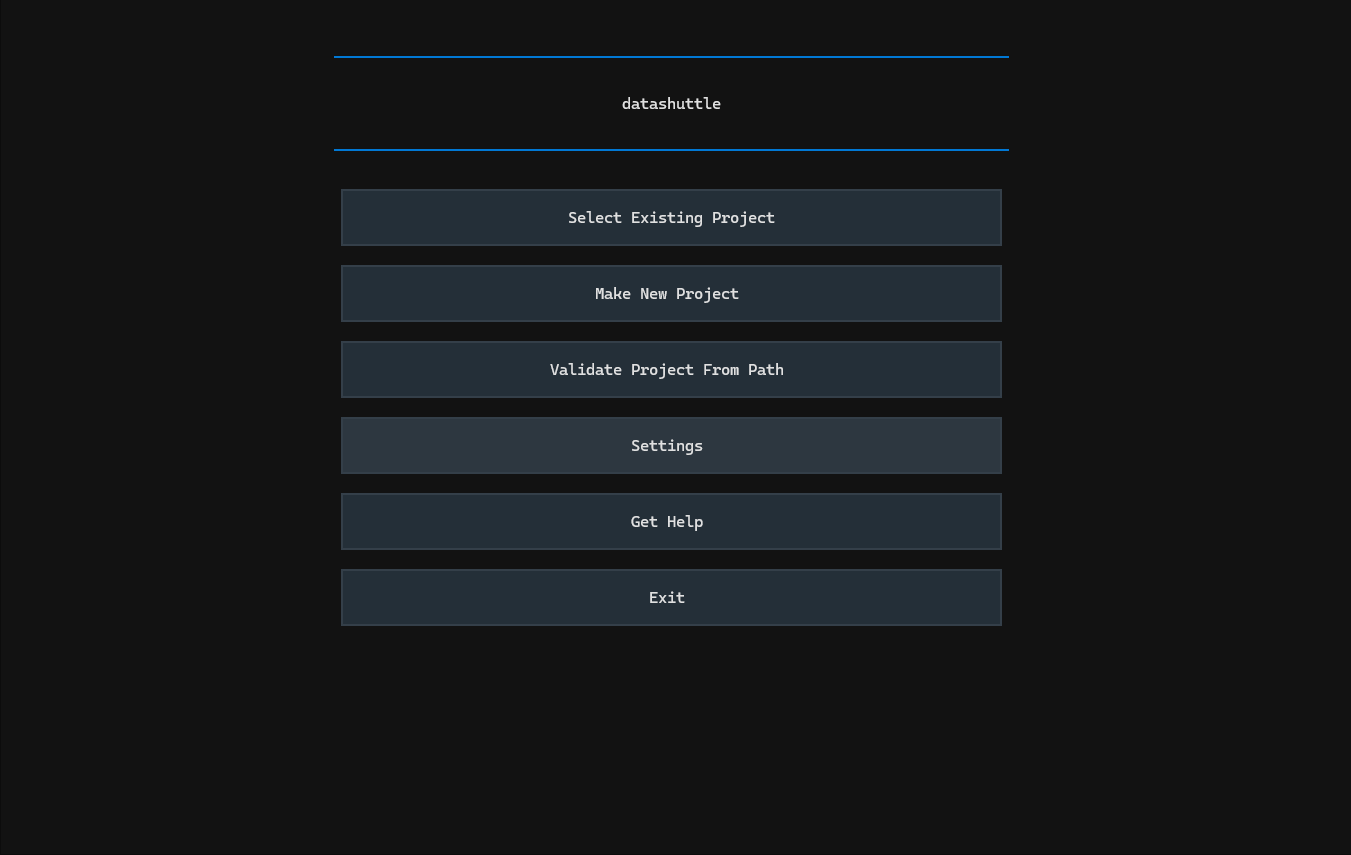 datashuttle
Select Existing Project
Make New Project
Validate Project From Path
Settings
Get Help
Exit